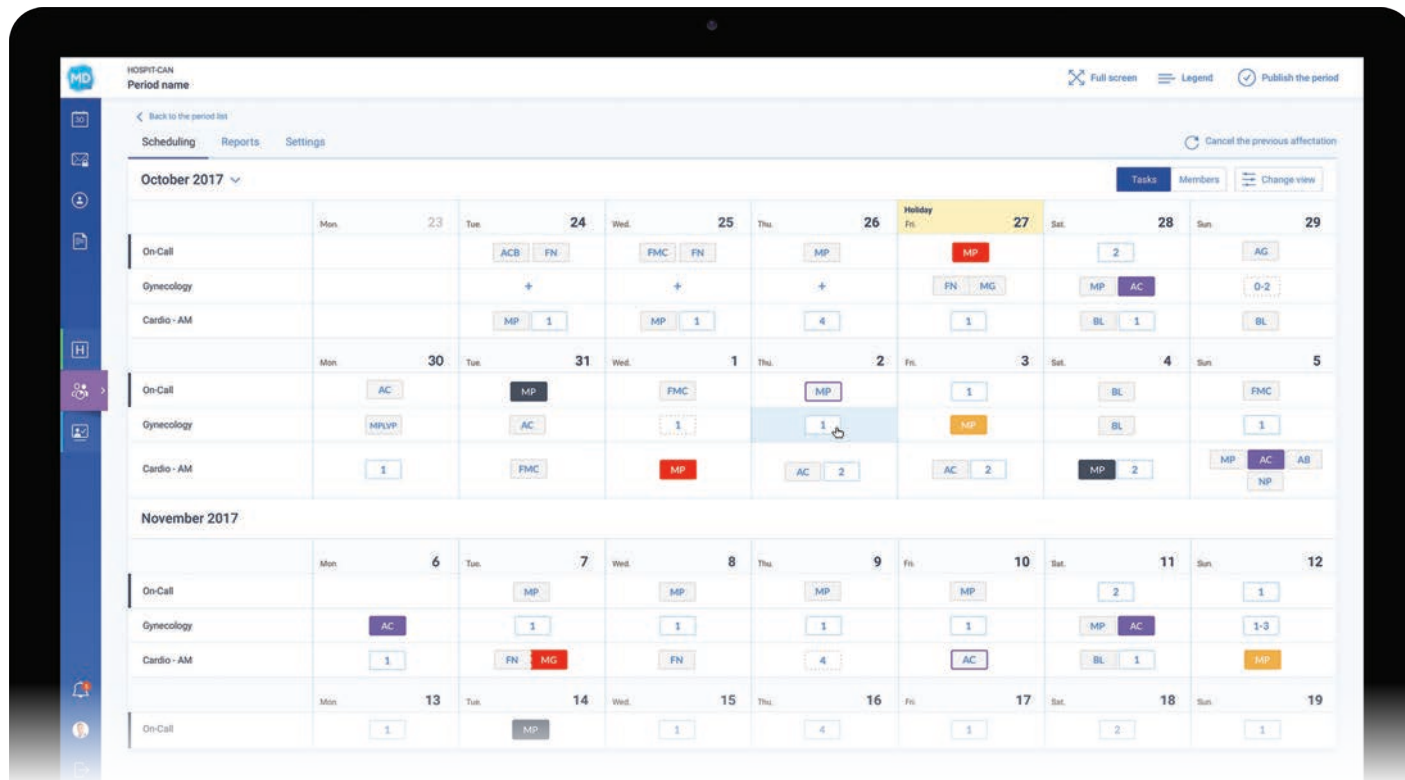 MD
HOSPIT-CAN
Period name
Full screen Legend Publish the period
Back to the period list
Scheduling Reports Settings
Cancel the previous affectation
October 2017
Tasks Members Change view
Holiday
Mon. 23 Tue. 24 Wed. 25 Thu. 26 Fri. 27 Sat. 28 Sun. 29
On-Call ACB FN FMC FN MP MP 2 AG
Gynecology + + + FN MG MP AC 0-2
Cardio - AM MP 1 MP 1 4 1 BL 1 BL
Mon. 30 Tue. 31 Wed. 1 Thu. 2 Fri. 3 Sat. 4 Sun. 5
On-Call AC MP FMC MP 1 BL FMC
Gynecology MPLVP AC 1 1 MP BL 1
Cardio - AM 1 FMC MP AC 2 AC 2 MP 2 MP AC AB
NP
November 2017
Mon. 6 Tue. 7 Wed. 8 Thu. 9 Fri. 10 Sat. 11 Sun. 12
On-Call MP MP MP MP 2 1
Gynecology AC 1 1 1 1 MP AC 1-3
Cardio - AM 1 FN MG FN 4 AC BL 1 MP
Mon. 13 Tue. 14 Wed. 15 Thu. 16 Fri. 17 Sat. 18 Sun. 19
On-Call 1 MP 1 4 1 2 1